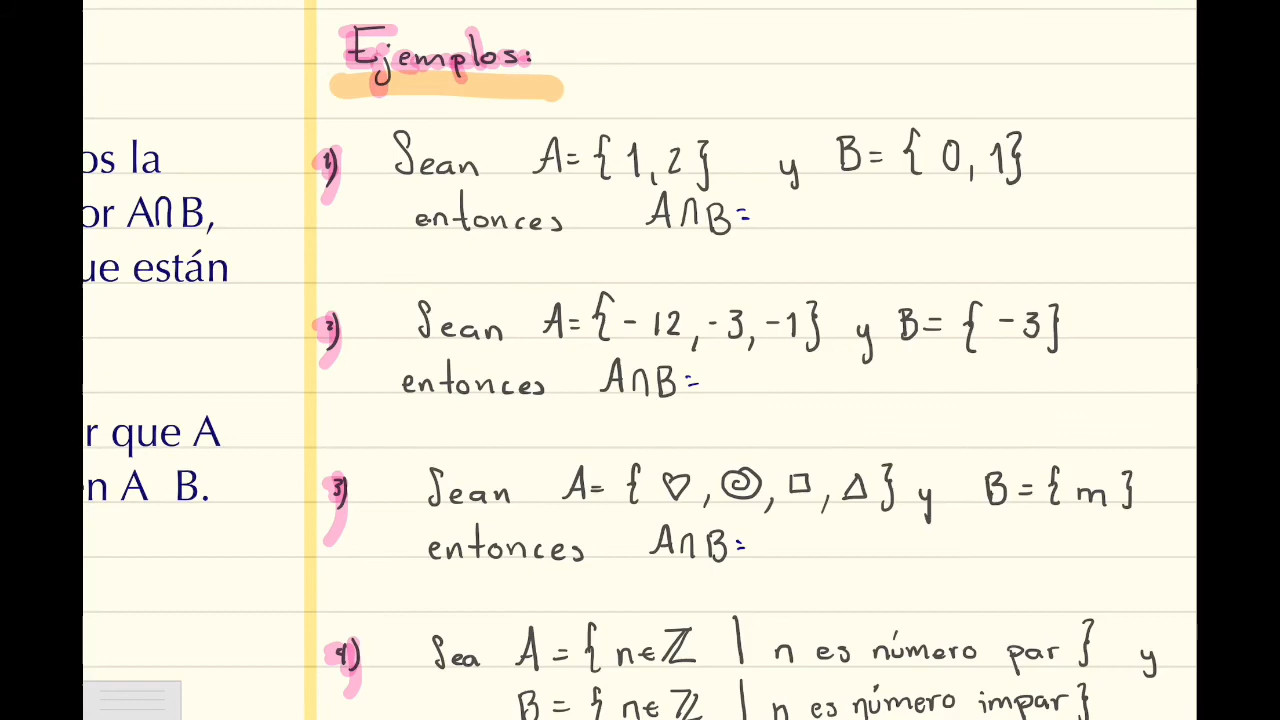 os la
or A∩B,
ue están
r que A
n A B.
Ejemplos:
1) Sean A={1,2} y B={0,1}
entonces A∩B=
2) Sean A={-12,-3,-1} y B={-3}
entonces A∩B=
3) Sean A={♡,🌀,□,△} y B={m}
entonces A∩B=
4) Sea A={n∈ℤ | n es número par} y
B={n∈ℤ | n es número impar}